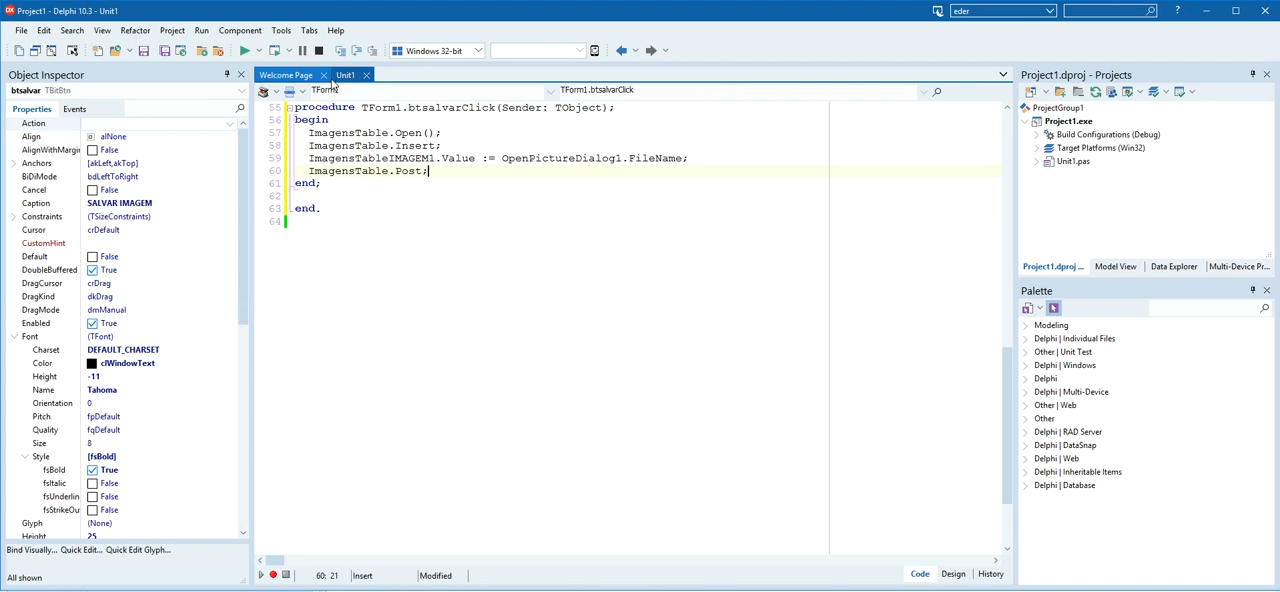 Project1 - Delphi 10.3 - Unit1
eder
?
File Edit Search View Refactor Project Run Component Tools Tabs Help
Windows 32-bit
Object Inspector
btsalvar TBitBtn
Properties Events
Action
Align alNone
AlignWithMargin False
Anchors [akLeft,akTop]
BiDiMode bdLeftToRight
Cancel False
Caption SALVAR IMAGEM
Constraints (TSizeConstraints)
Cursor crDefault
CustomHint
Default False
DoubleBuffered True
DragCursor crDrag
DragKind dkDrag
DragMode dmManual
Enabled True
Font (TFont)
Charset DEFAULT_CHARSET
Color clWindowText
Height -11
Name Tahoma
Orientation 0
Pitch fpDefault
Quality fqDefault
Size 8
Style [fsBold]
fsBold True
fsItalic False
fsUnderlin False
fsStrikeOu False
Glyph (None)
Height 25
Bind Visually... Quick Edit... Quick Edit Glyph...
All shown
Welcome Page Unit1
TForm1 TForm1.btsalvarClick
55 procedure TForm1.btsalvarClick(Sender: TObject);
56 begin
57 ImagensTable.Open();
58 ImagensTable.Insert;
59 ImagensTableIMAGEM1.Value := OpenPictureDialog1.FileName;
60 ImagensTable.Post;
61 end;
62
63 end.
64
60: 21 Insert Modified
Code Design History
Project1.dproj - Projects
ProjectGroup1
Project1.exe
Build Configurations (Debug)
Target Platforms (Win32)
Unit1.pas
Project1.dproj ... Model View Data Explorer Multi-Device Pr...
Palette
Modeling
Delphi | Individual Files
Other | Unit Test
Delphi | Windows
Delphi
Delphi | Multi-Device
Other | Web
Other
Delphi | RAD Server
Delphi | DataSnap
Delphi | Web
Delphi | Inheritable Items
Delphi | Database